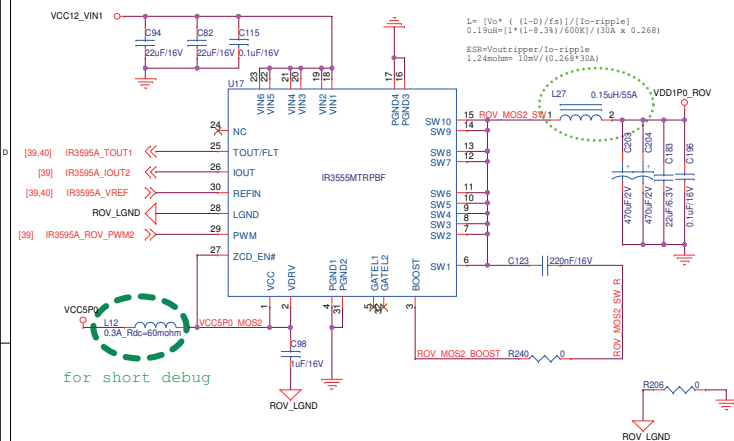 VCC12_VIN1
L= [Vo* ( (1-D)/fs)]/[Io-ripple]
0.19uH=[1*(1-8.3%)/600K]/(30A x 0.268)
ESR=Voutripper/Io-ripple
1.24mohm= 10mV/(0.268*30A)
C94
22uF/16V
C82
22uF/16V
C115
0.1uF/16V
U17
23
22
21
20
19
18
17
16
VIN6
VIN5
VIN4
VIN3
VIN2
VIN1
PGND4
PGND3
L27
0.15uH/55A
VDD1P0_ROV
ROV_MOS2_SW1
2
24
NC
15
SW10
14
SW9
[39,40] IR3595A_TOUT1
25
TOUT/FLT
13
SW8
12
SW7
[39] IR3595A_IOUT2
26
IOUT
IR3555MTRPBF
[39,40] IR3595A_VREF
30
REFIN
11
SW6
10
SW5
ROV_LGND
28
LGND
9
SW4
8
SW3
[39] IR3595A_ROV_PWM2
29
PWM
7
SW2
27
ZCD_EN#
6
SW1
C203
470uF/2V
C204
470uF/2V
C183
22uF/6.3V
C196
0.1uF/16V
C123
220nF/16V
VCC
VDRV
PGND1
PGND2
GATEL1
GATEL2
BOOST
1
2
4
31
5
32
3
VCC5P0
L12
0.3A_Rdc=60mohm
VCC5P0_MOS2
C98
1uF/16V
ROV_LGND
for short debug
ROV_MOS2_BOOST
R240
0
ROV_MOS2_SW_R
R206
0
ROV_LGND
D